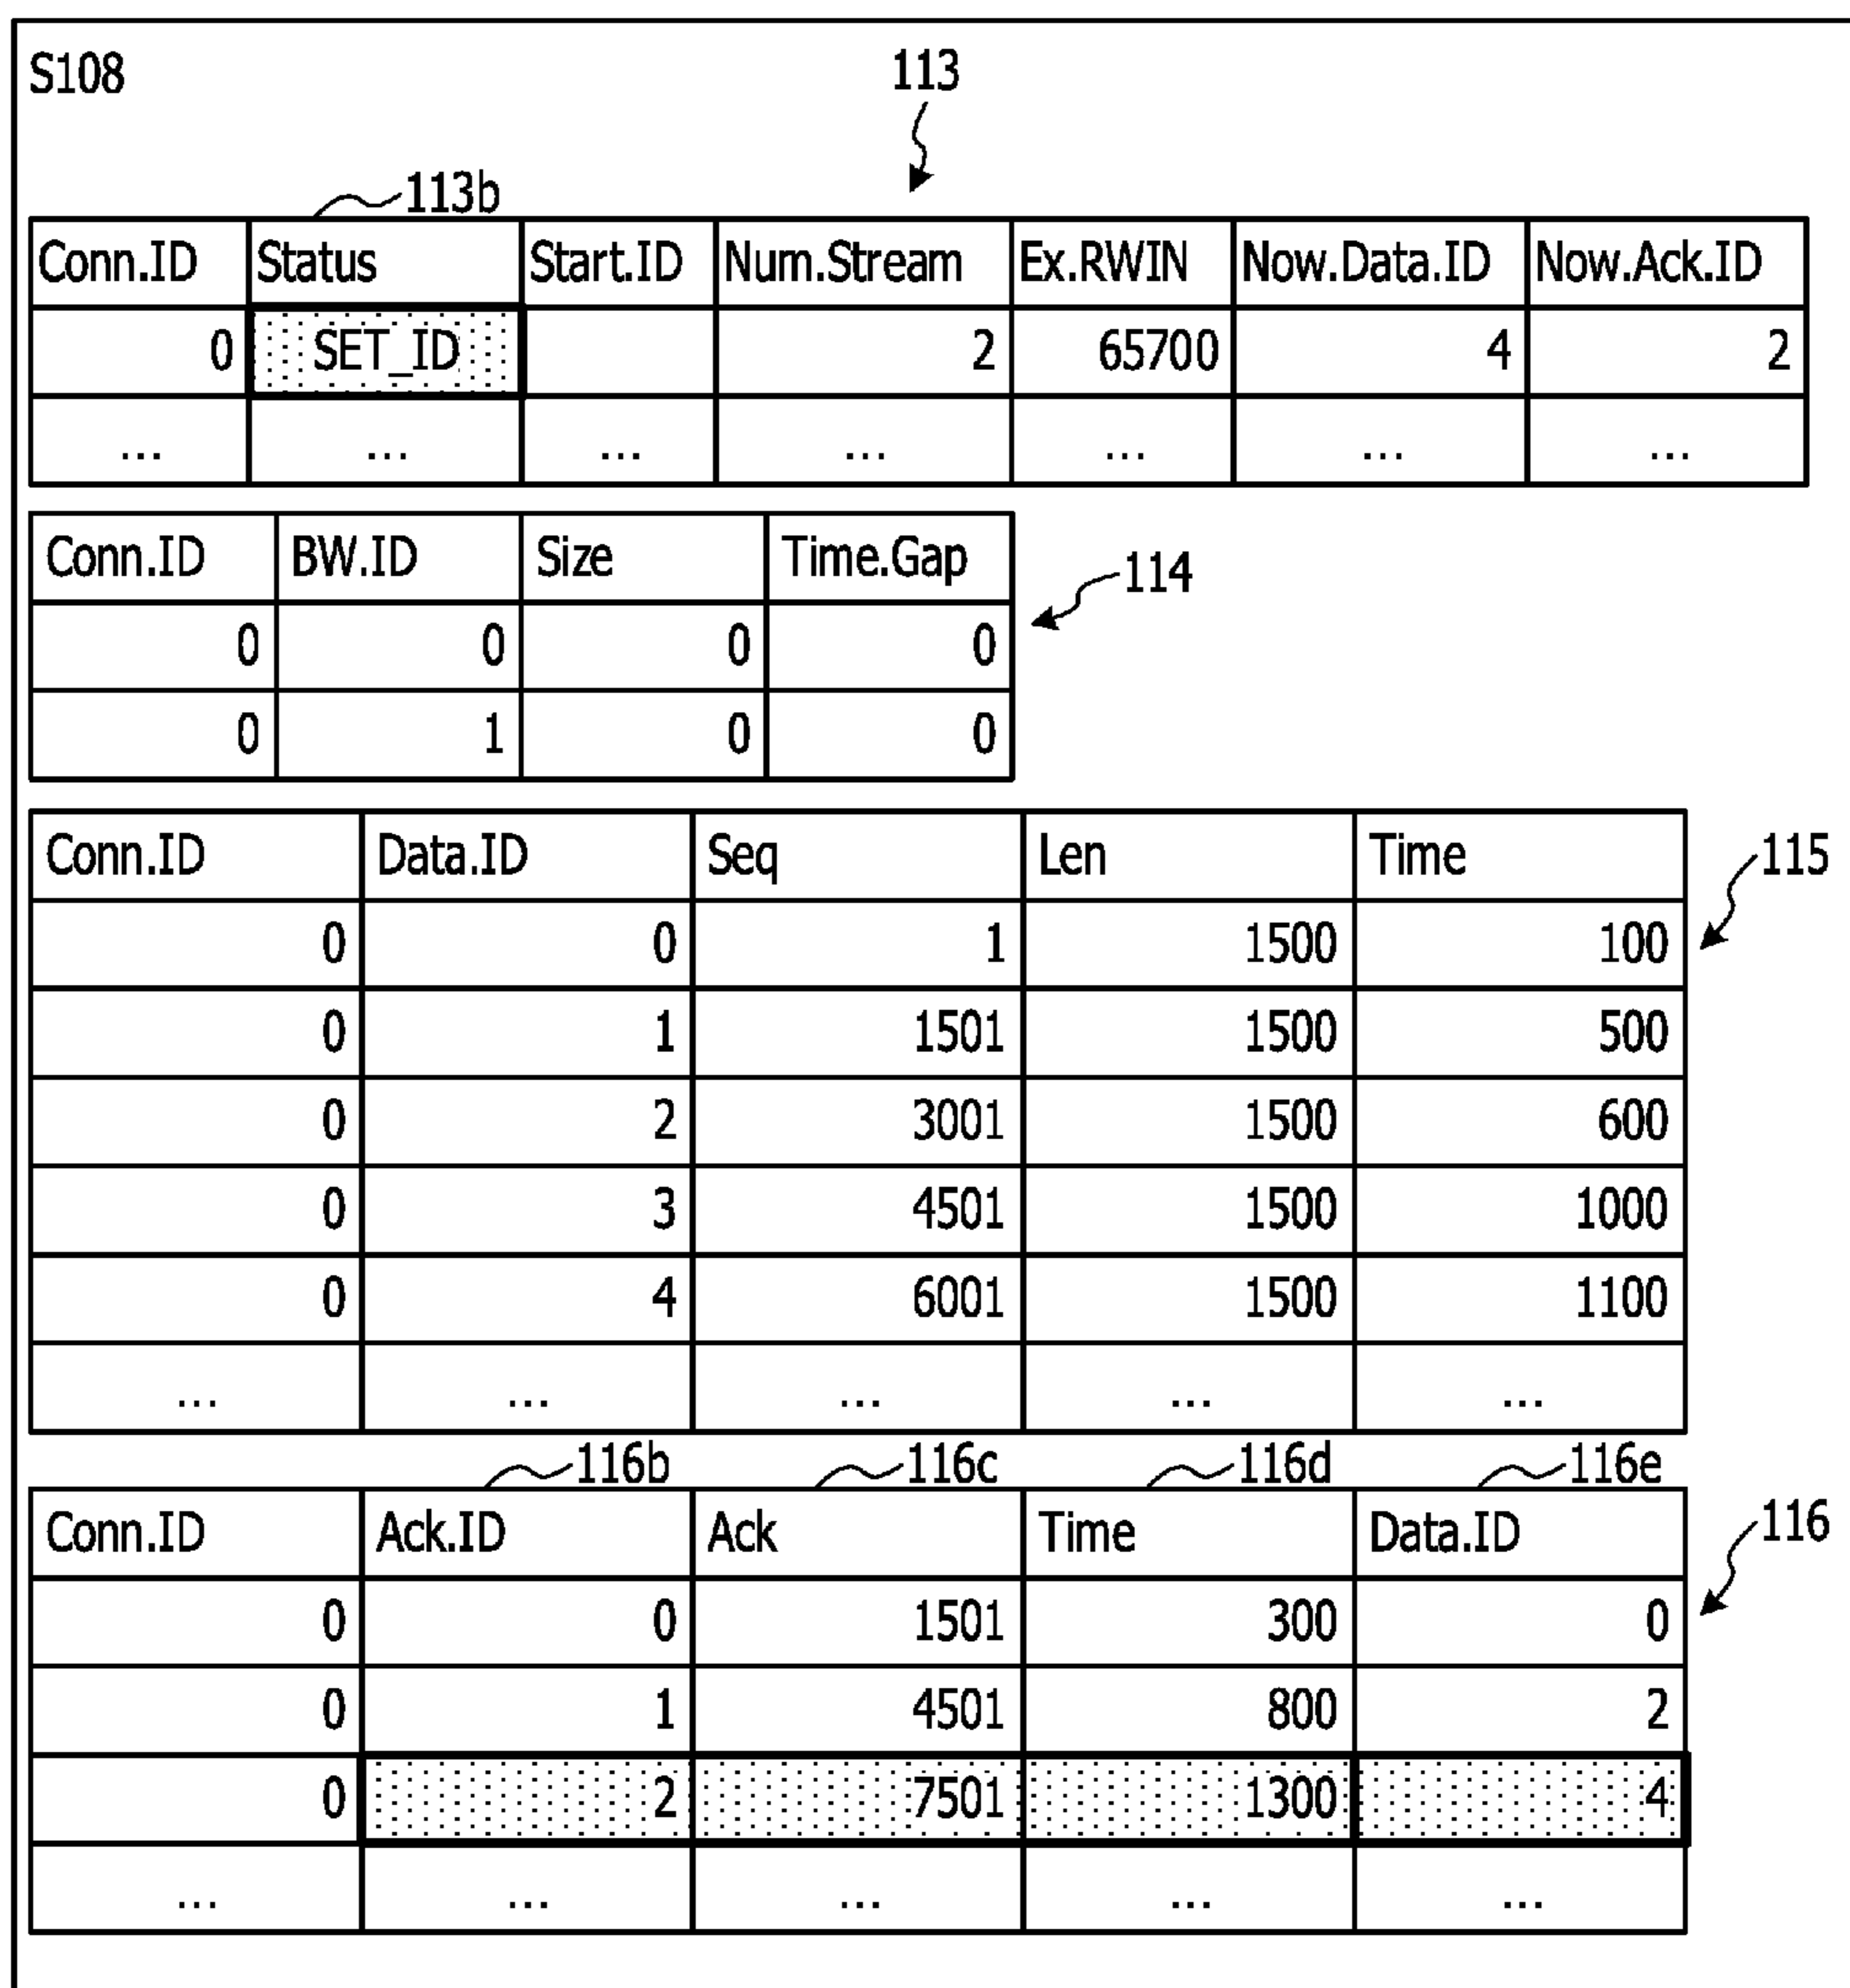 S108
113
113b
Conn.ID Status Start.ID Num.Stream Ex.RWIN Now.Data.ID Now.Ack.ID
0 SET_ID 2 65700 4 2
... ... ... ... ... ... ...
Conn.ID BW.ID Size Time.Gap
114
0 0 0 0
0 1 0 0
Conn.ID Data.ID Seq Len Time
115
0 0 1 1500 100
0 1 1501 1500 500
0 2 3001 1500 600
0 3 4501 1500 1000
0 4 6001 1500 1100
... ... ... ... ...
116b 116c 116d 116e
Conn.ID Ack.ID Ack Time Data.ID
116
0 0 1501 300 0
0 1 4501 800 2
0 2 7501 1300 4
... ... ... ... ...